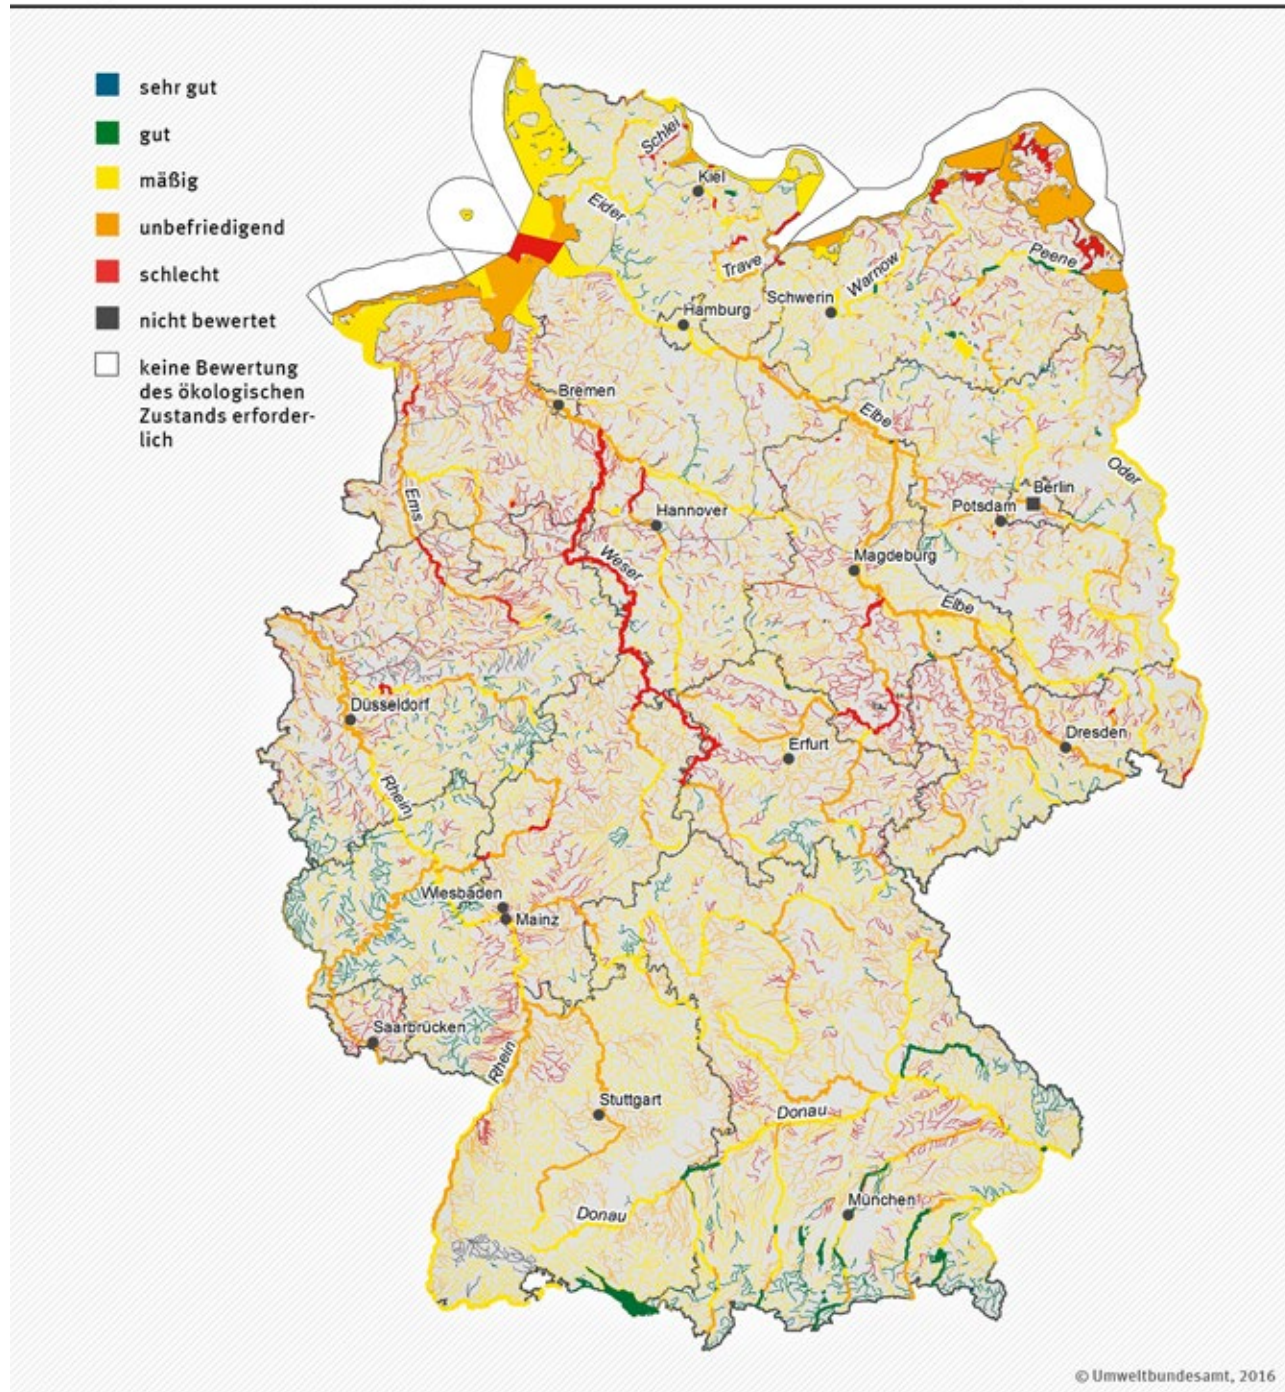 sehr gut
gut
mäßig
unbefriedigend
schlecht
nicht bewertet
keine Bewertung
des ökologischen
Zustands erforder-
lich
Schlei
Kiel
Eider
Trave
Warnow
Peene
Schwerin
Hamburg
Bremen
Elbe
Oder
Berlin
Potsdam
Ems
Hannover
Weser
Magdeburg
Elbe
Düsseldorf
Erfurt
Dresden
Rhein
Wiesbaden
Mainz
Saarbrücken
Rhein
Stuttgart
Donau
München
Donau
© Umweltbundesamt, 2016